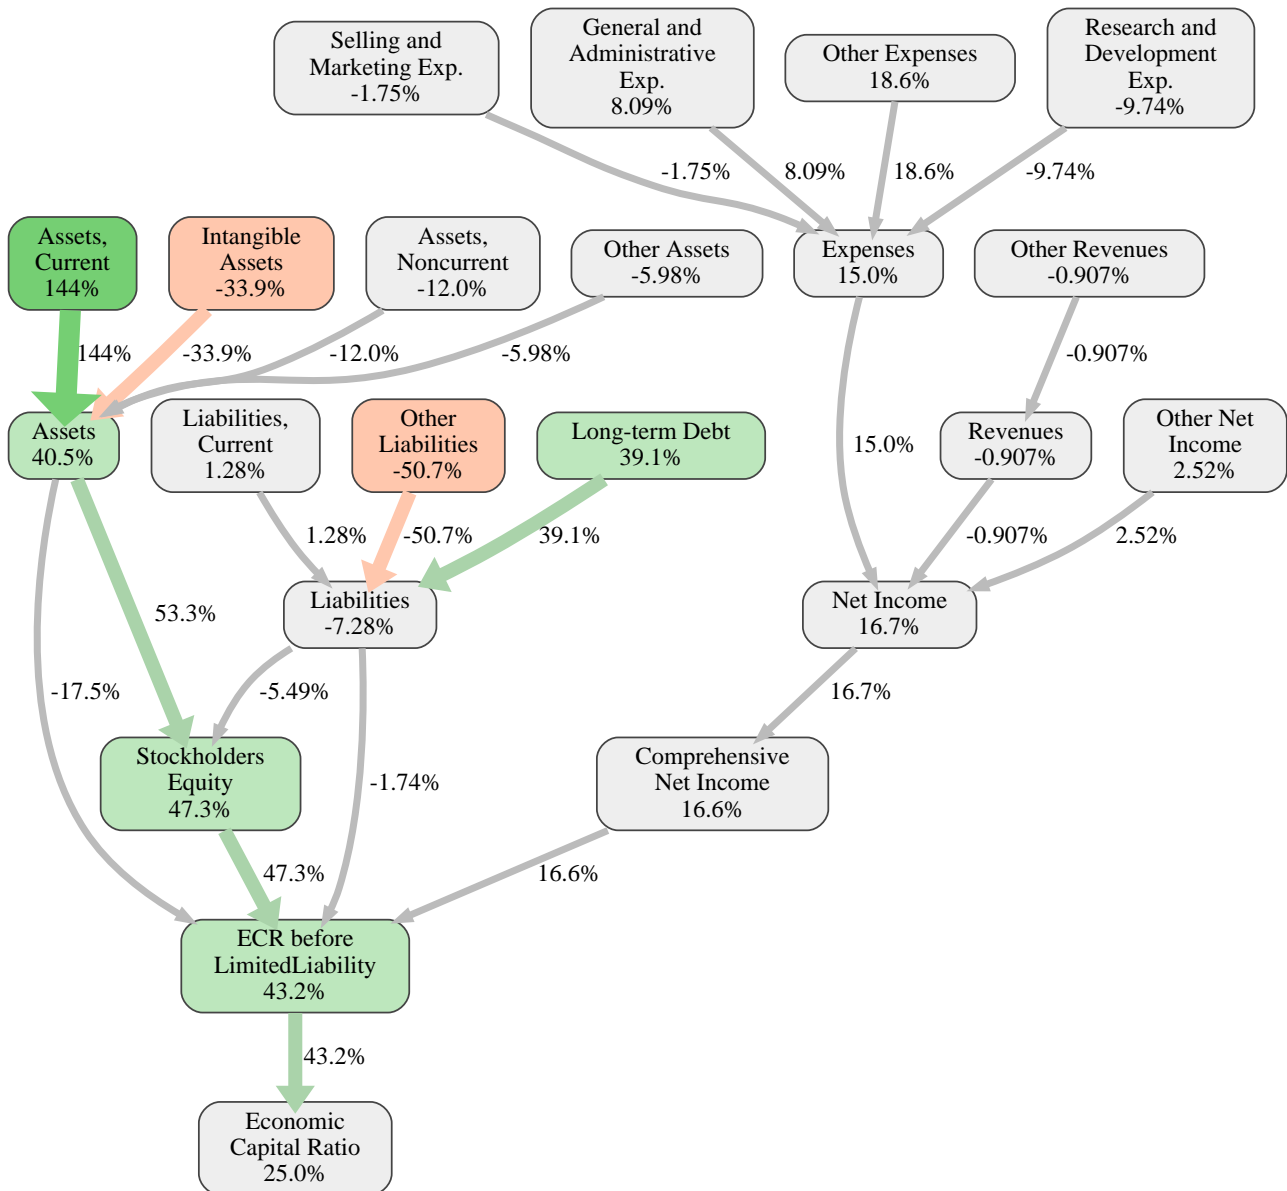 Selling and
Marketing Exp.
-1.75%
General and
Administrative
Exp.
8.09%
Other Expenses
18.6%
Research and
Development
Exp.
-9.74%
-1.75%
8.09%
18.6%
-9.74%
Assets,
Current
144%
Intangible
Assets
-33.9%
Assets,
Noncurrent
-12.0%
Other Assets
-5.98%
Expenses
15.0%
Other Revenues
-0.907%
144%
-33.9%
-12.0%
-5.98%
-0.907%
Assets
40.5%
Liabilities,
Current
1.28%
Other
Liabilities
-50.7%
Long-term Debt
39.1%
15.0%
Revenues
-0.907%
Other Net
Income
2.52%
1.28%
-50.7%
39.1%
-0.907%
2.52%
53.3%
Liabilities
-7.28%
Net Income
16.7%
-17.5%
-5.49%
16.7%
Stockholders
Equity
47.3%
-1.74%
Comprehensive
Net Income
16.6%
47.3%
16.6%
ECR before
LimitedLiability
43.2%
43.2%
Economic
Capital Ratio
25.0%